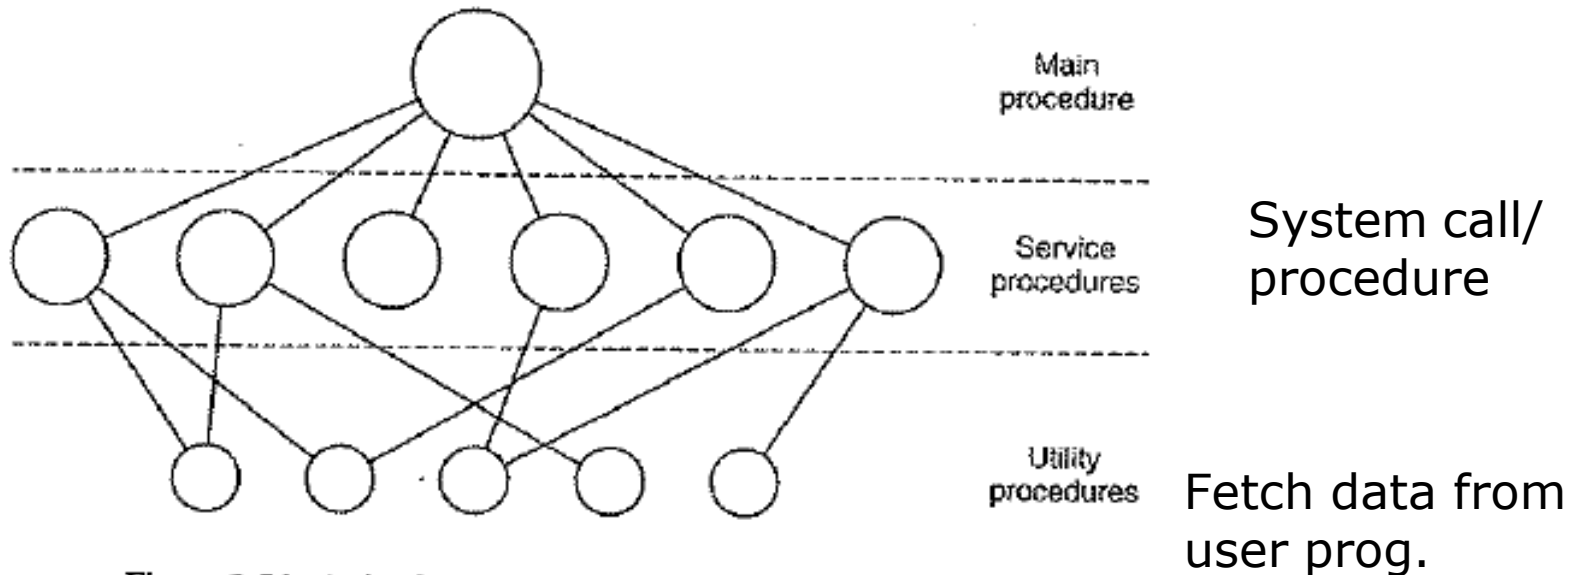 Main
procedure
Service
procedures
System call/
procedure
Utility
procedures
Fetch data from
user prog.